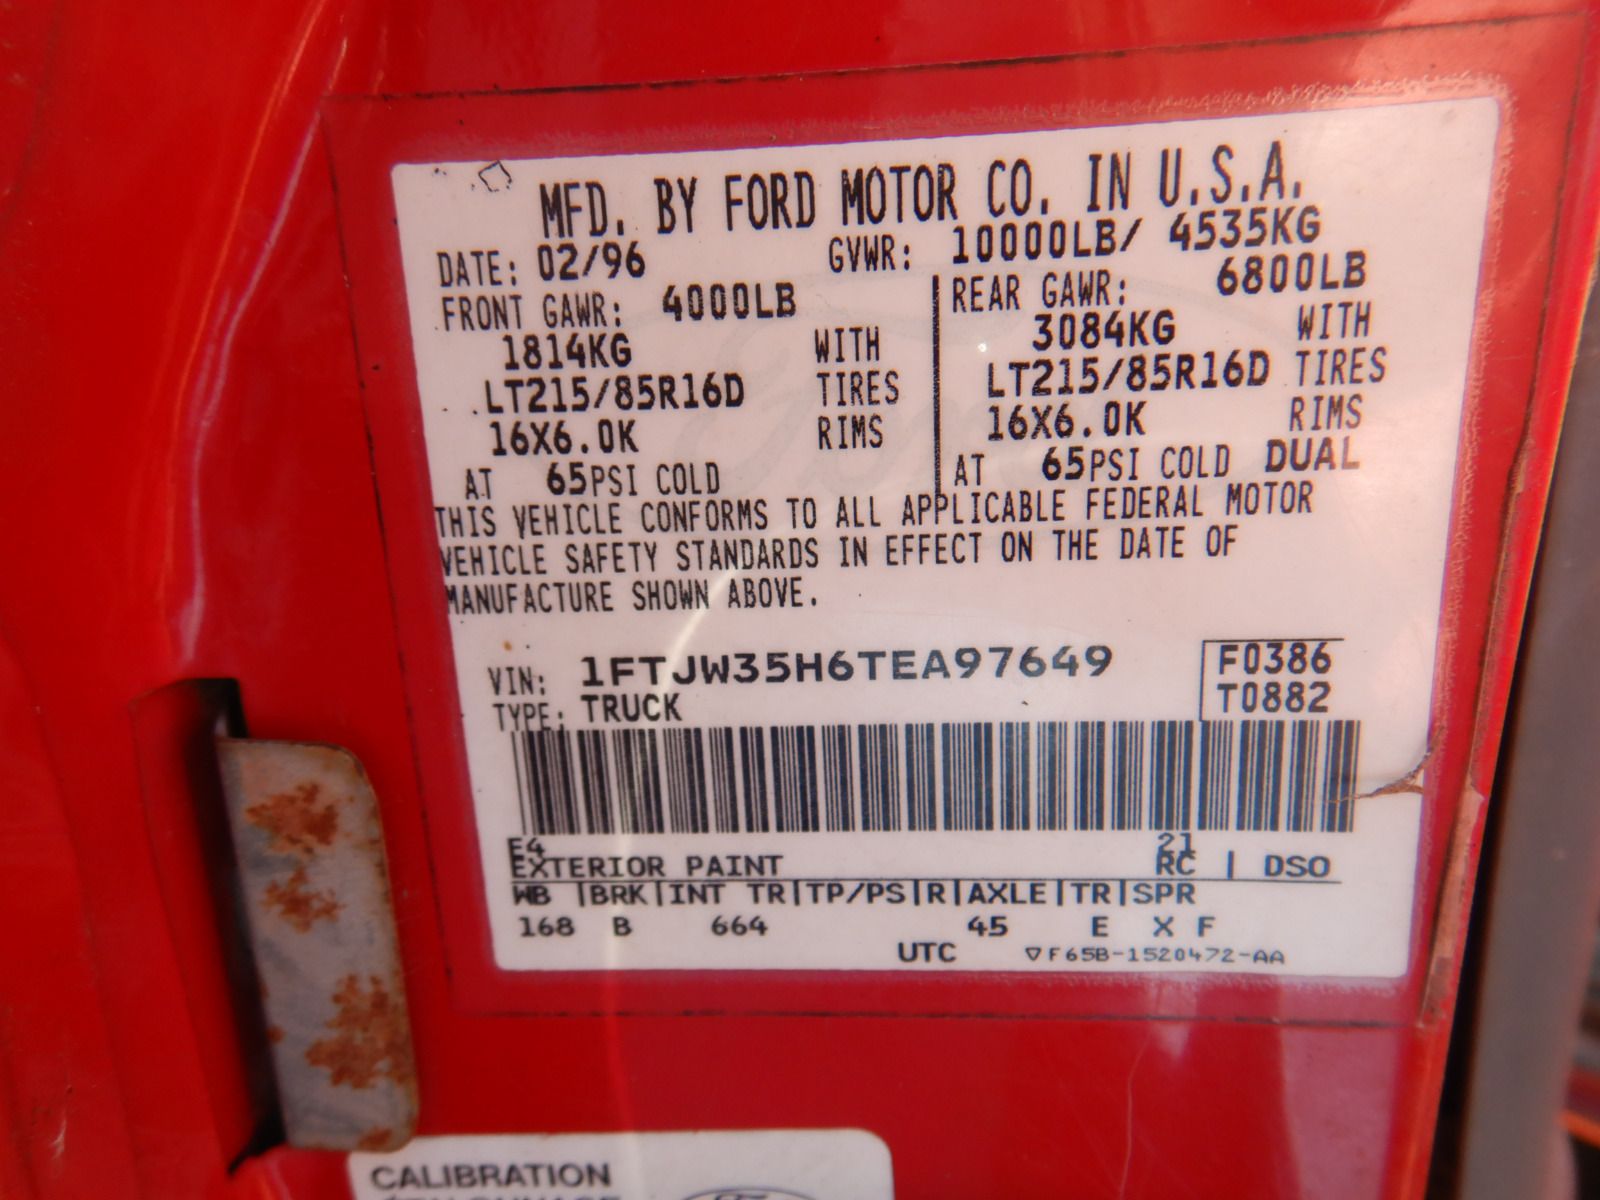 MFD. BY FORD MOTOR CO. IN U.S.A.
DATE: 02/96 GVWR: 10000LB/ 4535KG
FRONT GAWR: 4000LB REAR GAWR: 6800LB
1814KG WITH 3084KG WITH
LT215/85R16D TIRES LT215/85R16D TIRES
16X6.0K RIMS 16X6.0K RIMS
AT 65PSI COLD AT 65PSI COLD DUAL
THIS VEHICLE CONFORMS TO ALL APPLICABLE FEDERAL MOTOR
VEHICLE SAFETY STANDARDS IN EFFECT ON THE DATE OF
MANUFACTURE SHOWN ABOVE.
VIN: 1FTJW35H6TEA97649 F0386
TYPE: TRUCK T0882
E4 21
EXTERIOR PAINT RC | DSO
WB |BRK|INT TR|TP/PS|R|AXLE|TR|SPR
168 B 664 45 E X F
UTC ▽F65B-1520472-AA
CALIBRATION